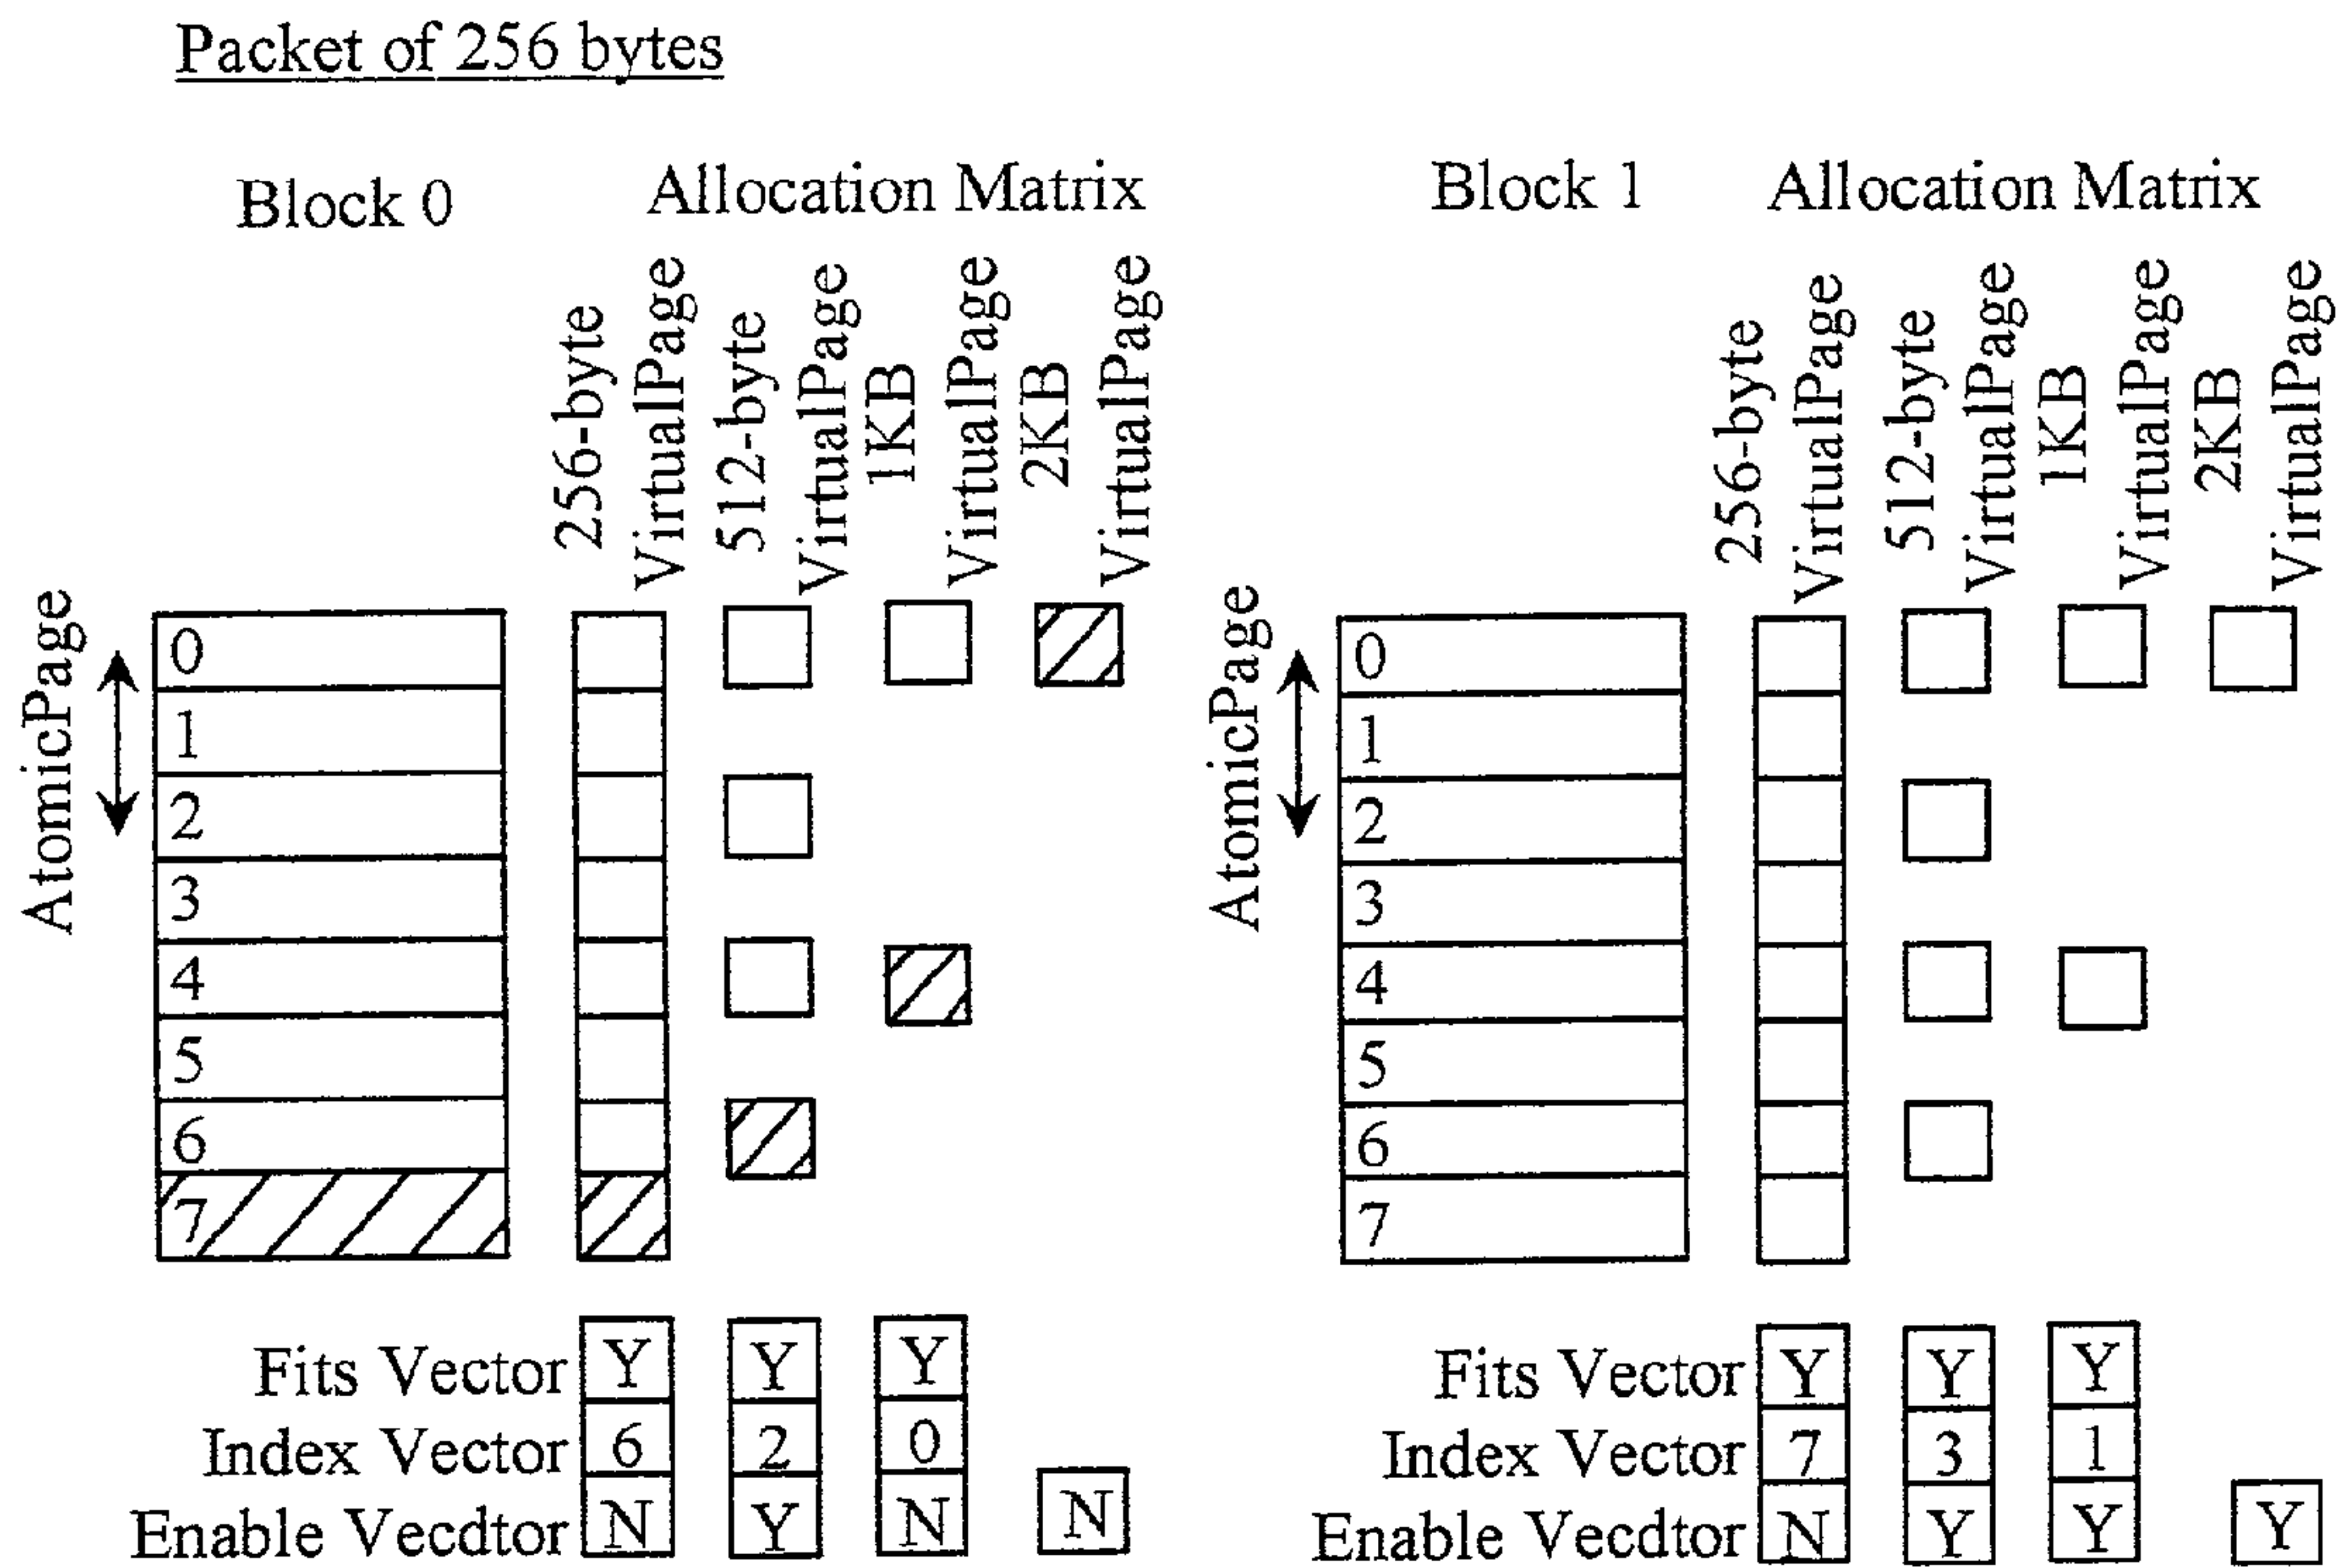 Packet of 256 bytes
Block 0
Allocation Matrix
256-byte
VirtualPage
512-byte
VirtualPage
1KB
VirtualPage
2KB
VirtualPage
AtomicPage
0
1
2
3
4
5
6
7
Fits Vector Y Y Y
Index Vector 6 2 0
Enable Vecdtor N Y N N
Block 1
Allocation Matrix
256-byte
VirtualPage
512-byte
VirtualPage
1KB
VirtualPage
2KB
VirtualPage
AtomicPage
0
1
2
3
4
5
6
7
Fits Vector Y Y Y
Index Vector 7 3 1
Enable Vecdtor N Y Y Y